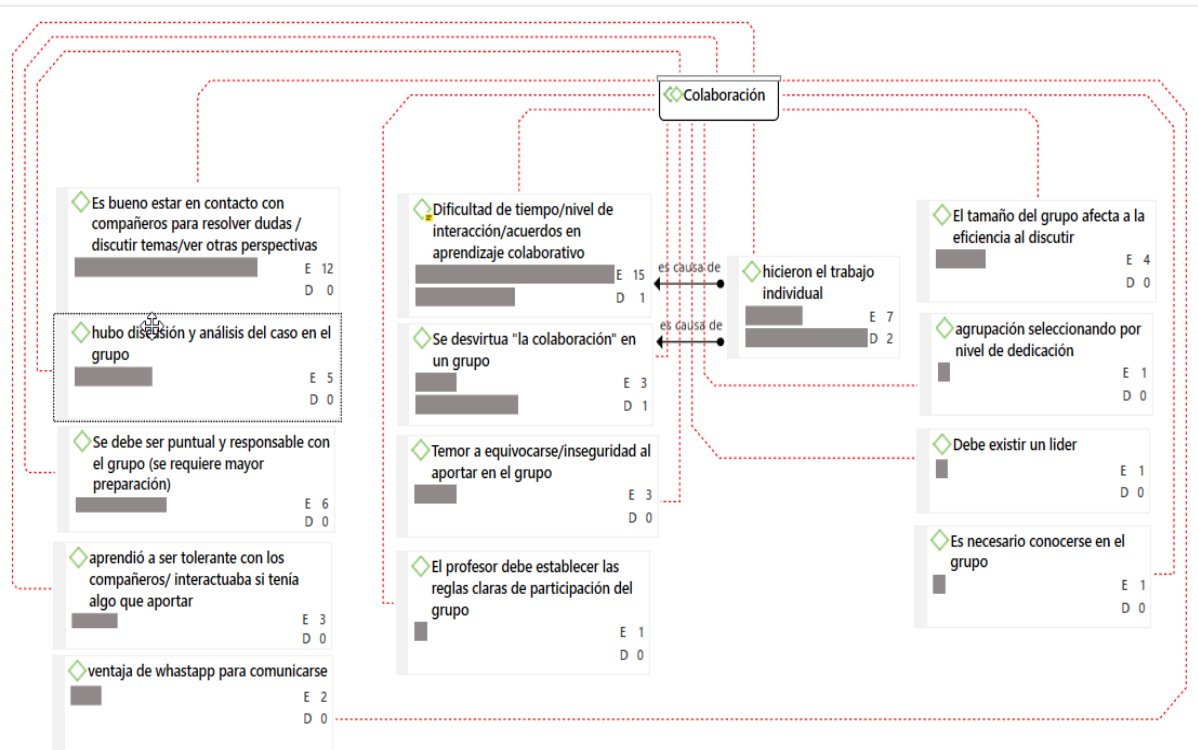 Colaboración
Es bueno estar en contacto con
compañeros para resolver dudas /
discutir temas/ver otras perspectivas
E 12
D 0
hubo discusión y análisis del caso en el
grupo
E 5
D 0
Se debe ser puntual y responsable con
el grupo (se requiere mayor
preparación)
E 6
D 0
aprendió a ser tolerante con los
compañeros/ interactuaba si tenía
algo que aportar
E 3
D 0
ventaja de whastapp para comunicarse
E 2
D 0
Dificultad de tiempo/nivel de
interacción/acuerdos en
aprendizaje colaborativo
E 15
D 1
Se desvirtua "la colaboración" en
un grupo
E 3
D 1
Temor a equivocarse/inseguridad al
aportar en el grupo
E 3
D 0
El profesor debe establecer las
reglas claras de participación del
grupo
E 1
D 0
es causa de
es causa de
hicieron el trabajo
individual
E 7
D 2
El tamaño del grupo afecta a la
eficiencia al discutir
E 4
D 0
agrupación seleccionando por
nivel de dedicación
E 1
D 0
Debe existir un lider
E 1
D 0
Es necesario conocerse en el
grupo
E 1
D 0